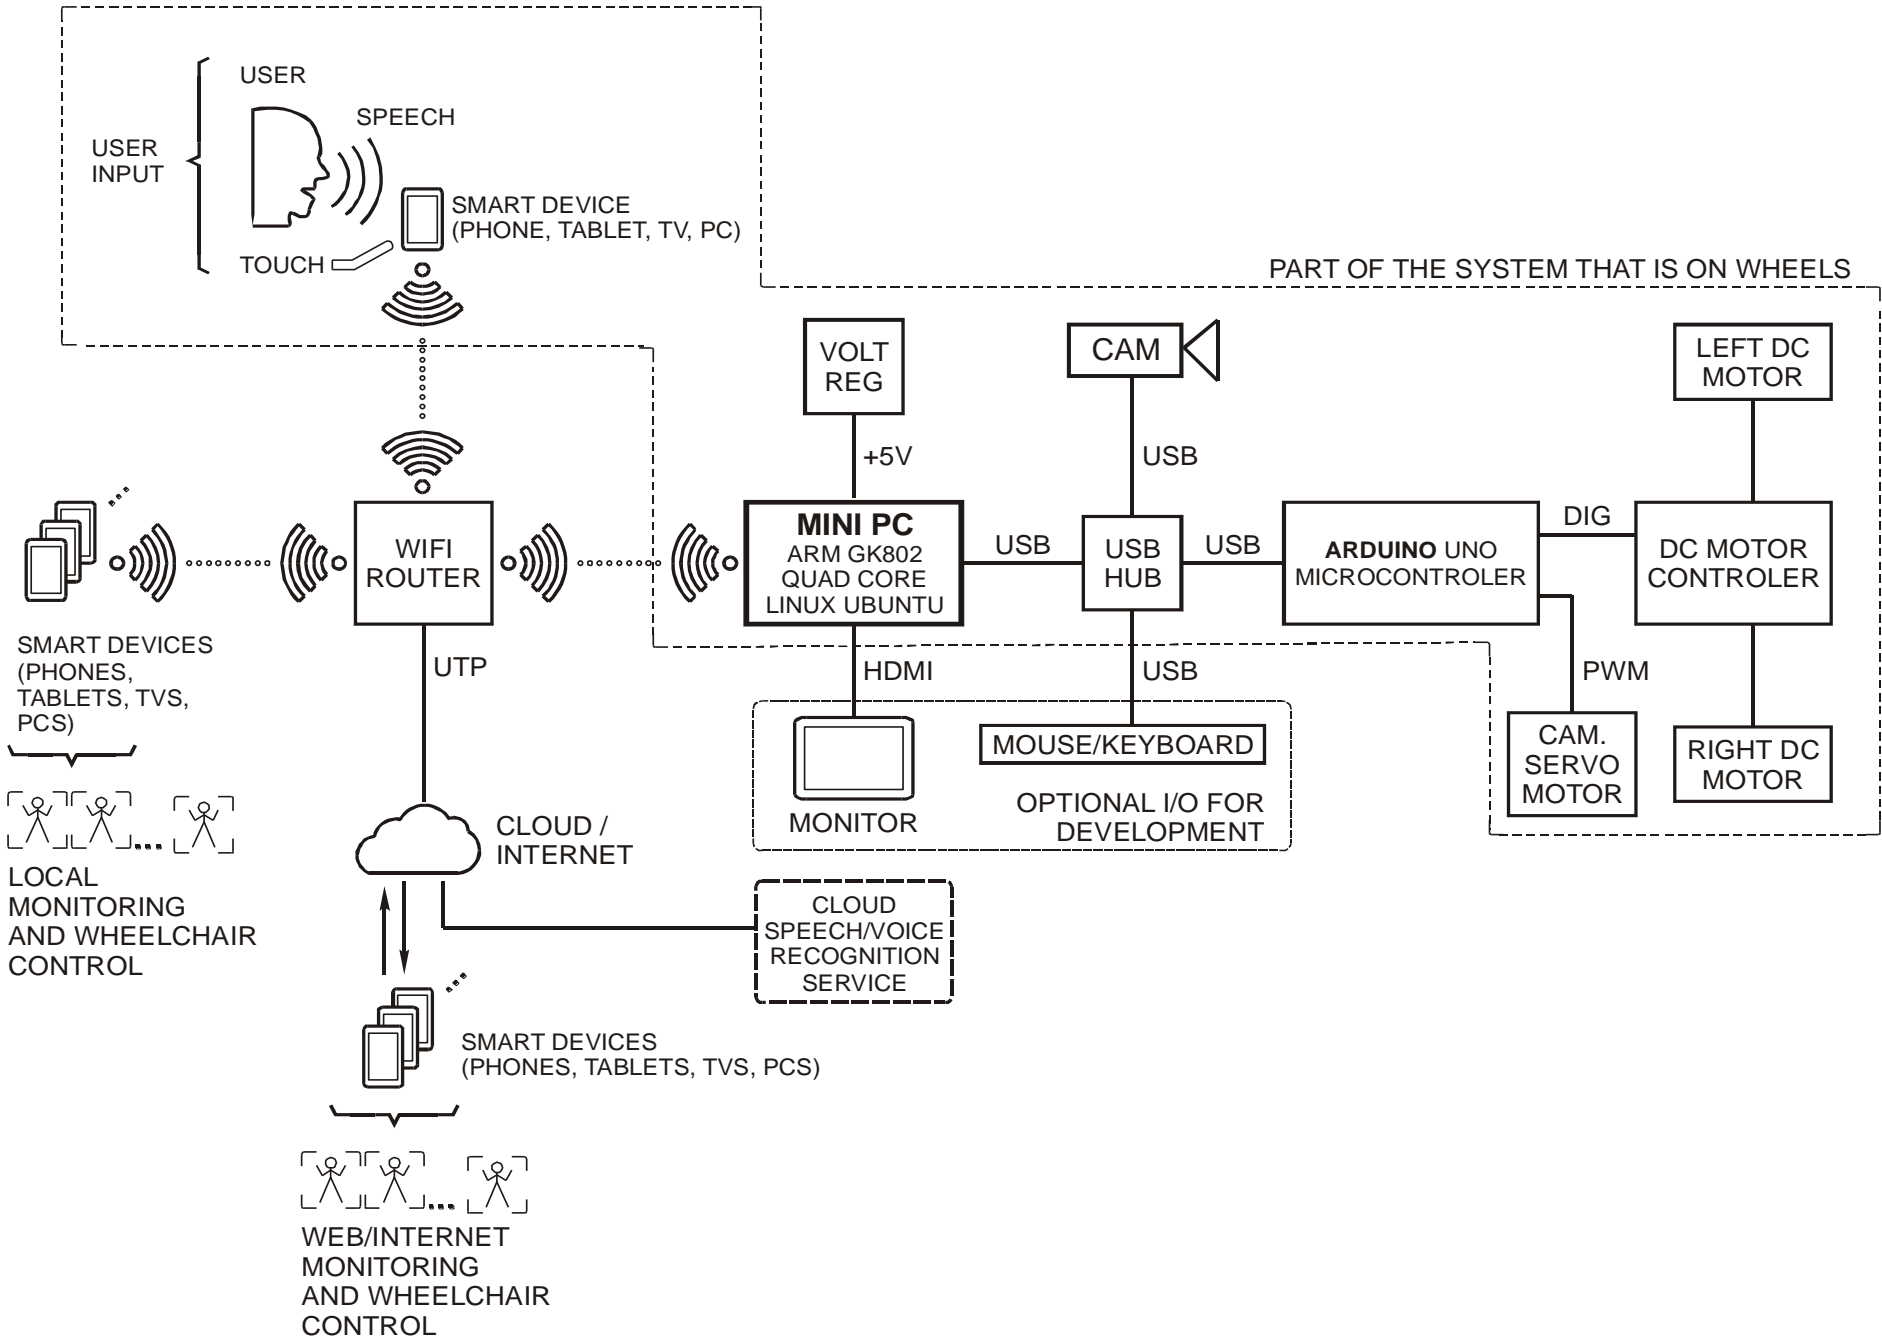 USER
SPEECH
USER
INPUT
SMART DEVICE
(PHONE, TABLET, TV, PC)
TOUCH
PART OF THE SYSTEM THAT IS ON WHEELS
VOLT
REG
CAM
LEFT DC
MOTOR
+5V
USB
WIFI
ROUTER
MINI PC
ARM GK802
QUAD CORE
LINUX UBUNTU
USB
USB
HUB
USB
ARDUINO UNO
MICROCONTROLER
DIG
DC MOTOR
CONTROLER
SMART DEVICES
(PHONES,
TABLETS, TVS,
PCS)
UTP
HDMI
USB
PWM
MONITOR
MOUSE/KEYBOARD
OPTIONAL I/O FOR
DEVELOPMENT
CAM.
SERVO
MOTOR
RIGHT DC
MOTOR
CLOUD /
INTERNET
LOCAL
MONITORING
AND WHEELCHAIR
CONTROL
CLOUD
SPEECH/VOICE
RECOGNITION
SERVICE
SMART DEVICES
(PHONES, TABLETS, TVS, PCS)
WEB/INTERNET
MONITORING
AND WHEELCHAIR
CONTROL